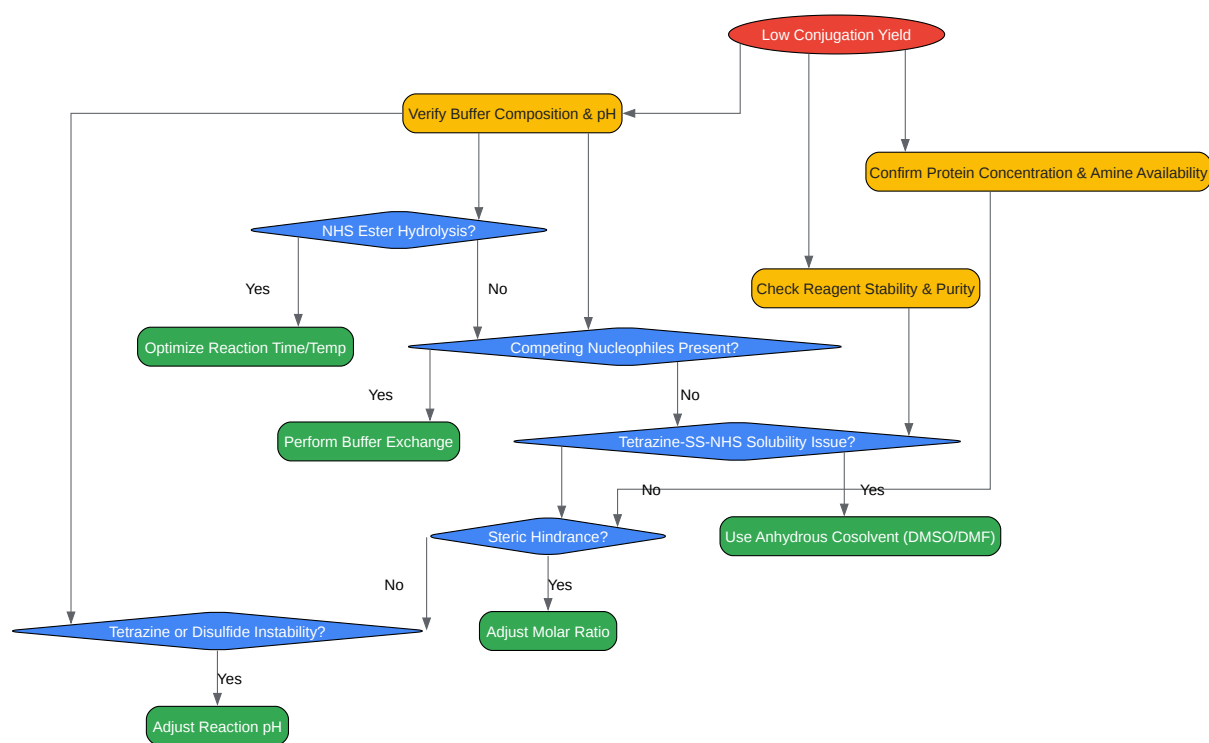 Low Conjugation Yield
Verify Buffer Composition & pH
Confirm Protein Concentration & Amine Availability
NHS Ester Hydrolysis?
Yes
No
Check Reagent Stability & Purity
Optimize Reaction Time/Temp
Competing Nucleophiles Present?
Yes
No
Perform Buffer Exchange
Tetrazine-SS-NHS Solubility Issue?
No
Yes
Steric Hindrance?
Use Anhydrous Cosolvent (DMSO/DMF)
No
Yes
Tetrazine or Disulfide Instability?
Adjust Molar Ratio
Yes
Adjust Reaction pH